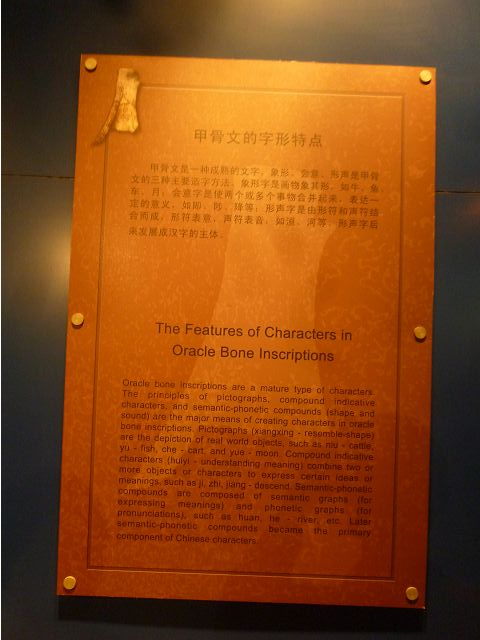 甲骨文的字形特点
甲骨文是一种成熟的文字。象形、会意、形声是甲骨
文的三种主要造字方法。象形字是画物象其形，如牛、鱼、
车、月。会意字是使两个或多个事物合并起来，表达一
定的意义，如即、陟、降等；形声字是由形符和声符结
合而成，形符表意，声符表音，如洹、河等；形声字后
来发展成汉字的主体。
The Features of Characters in
Oracle Bone Inscriptions
Oracle bone inscriptions are a mature type of characters.
The principles of pictographs, compound indicative
characters, and semantic-phonetic compounds (shape and
sound) are the major means of creating characters in oracle
bone inscriptions. Pictographs (xiangxing - resemble-shape)
are the depiction of real world objects, such as niu - cattle,
yu - fish, che - cart, and yue - moon. Compound indicative
characters (huiyi - understanding meaning) combine two or
more objects or characters to express certain ideas or
meanings, such as ji, zhi, jiang - descend. Semantic-phonetic
compounds are composed of semantic graphs (for
expressing meanings) and phonetic graphs (for
pronunciations), such as huan, he - river, etc. Later
semantic-phonetic compounds became the primary
component of Chinese characters.